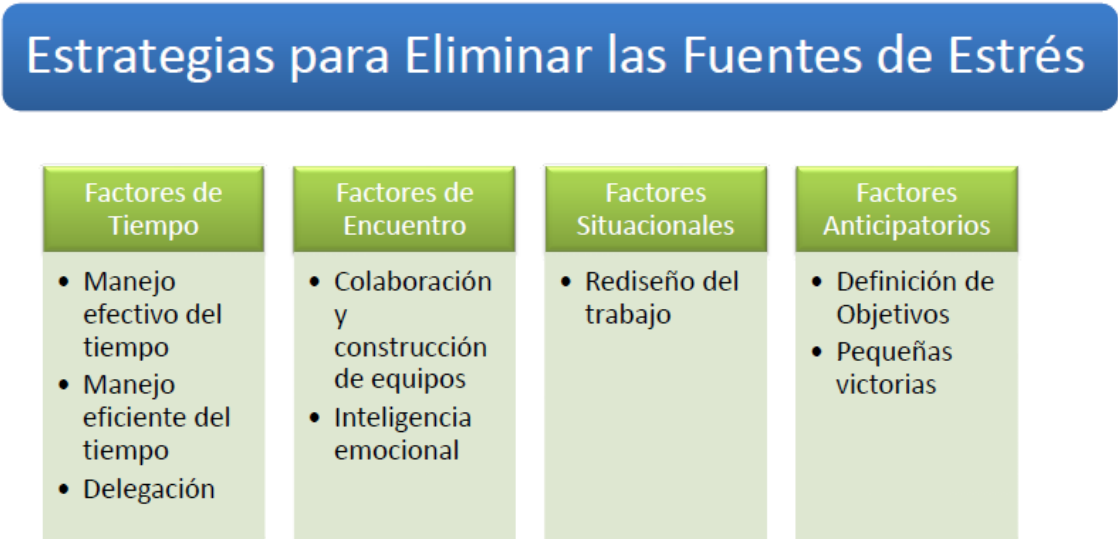 Estrategias para Eliminar las Fuentes de Estrés
Factores de
Tiempo
• Manejo
efectivo del
tiempo
• Manejo
eficiente del
tiempo
• Delegación
Factores de
Encuentro
• Colaboración
y
construcción
de equipos
• Inteligencia
emocional
Factores
Situacionales
• Rediseño del
trabajo
Factores
Anticipatorios
• Definición de
Objetivos
• Pequeñas
victorias